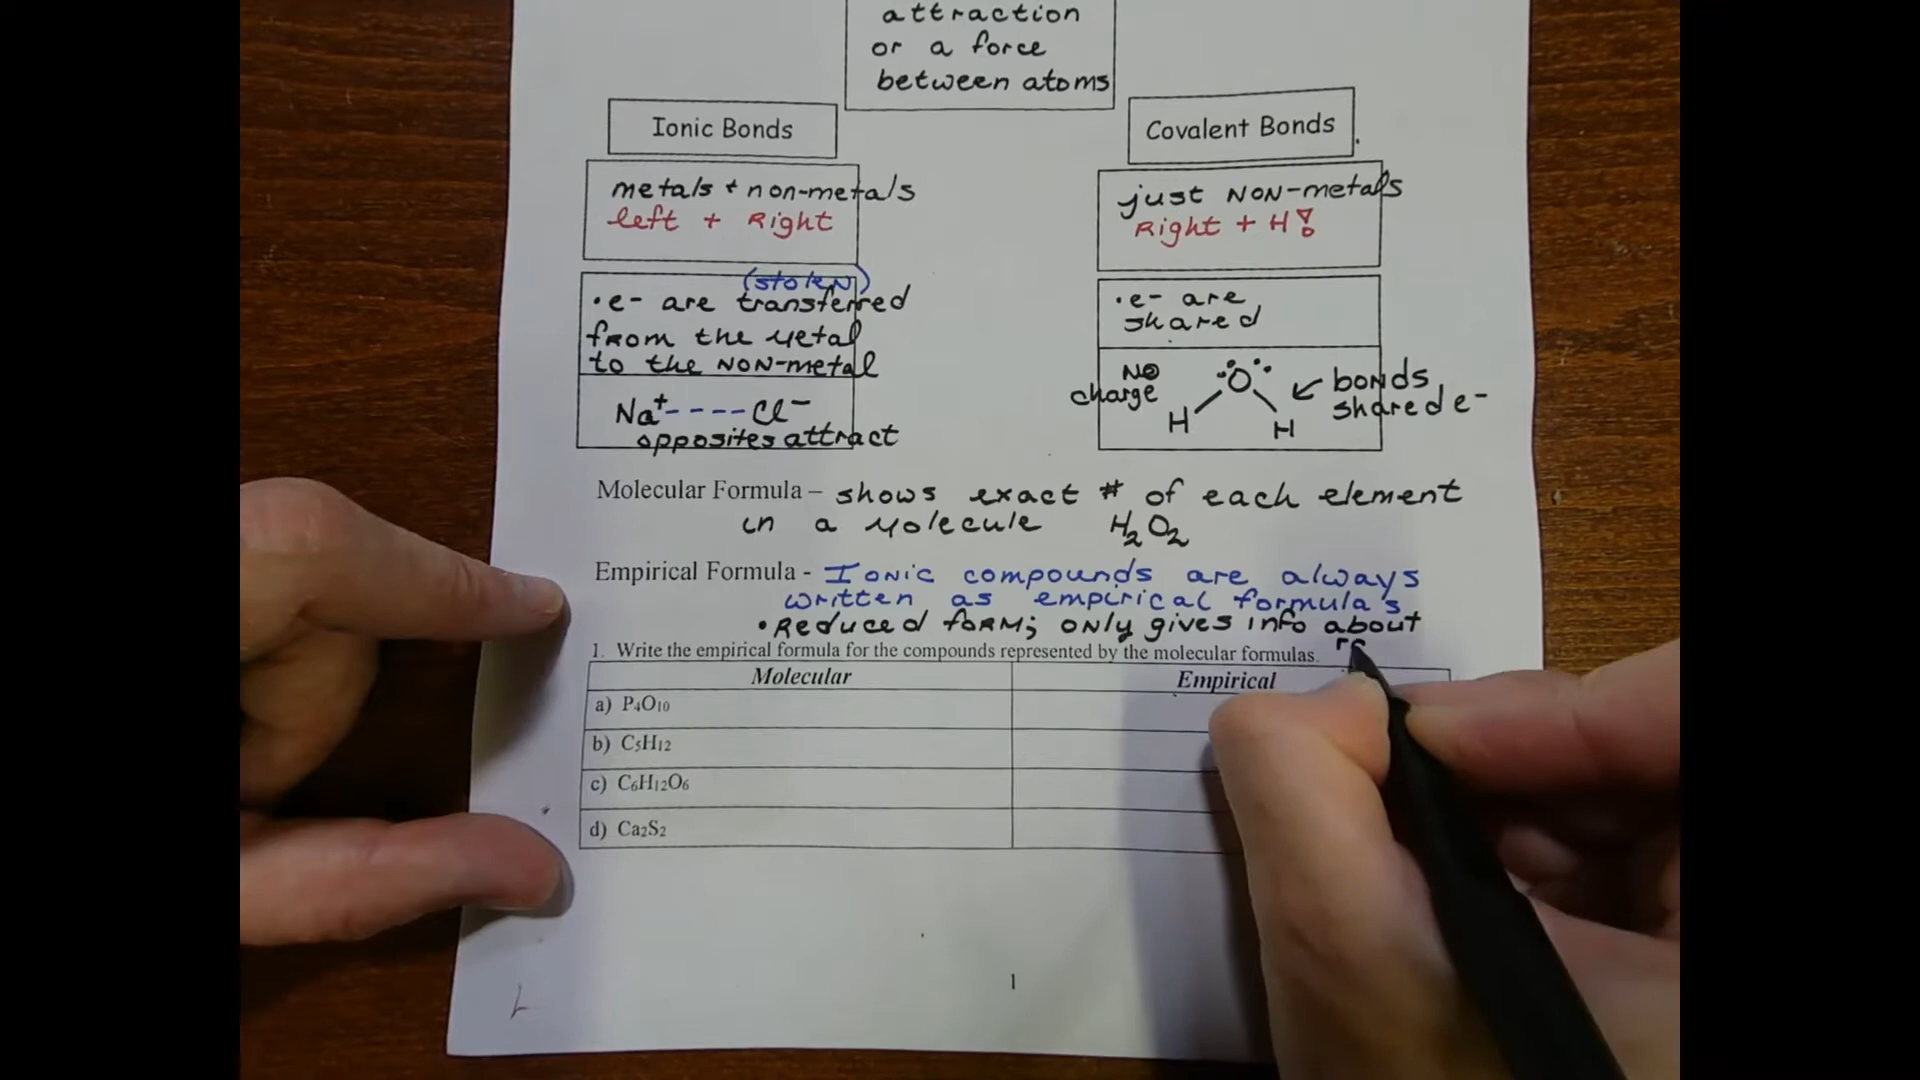 attraction
or a force
between atoms
Ionic Bonds
metals + non-metals
left + Right
(stolen)
• e- are transferred
from the metal
to the NON-metal
Na+ ---- Cl-
opposites attract
Covalent Bonds
just NON-metals
Right + H!
• e- are
shared
NO
charge
O
H
H
← bonds
shared e-
Molecular Formula – shows exact # of each element
in a molecule H2O2
Empirical Formula - Ionic compounds are always
written as empirical formula's
• Reduced form; only gives info about
1. Write the empirical formula for the compounds represented by the molecular formulas.
Molecular Empirical
a) P4O10
b) C5H12
c) C6H12O6
d) Ca2S2
1